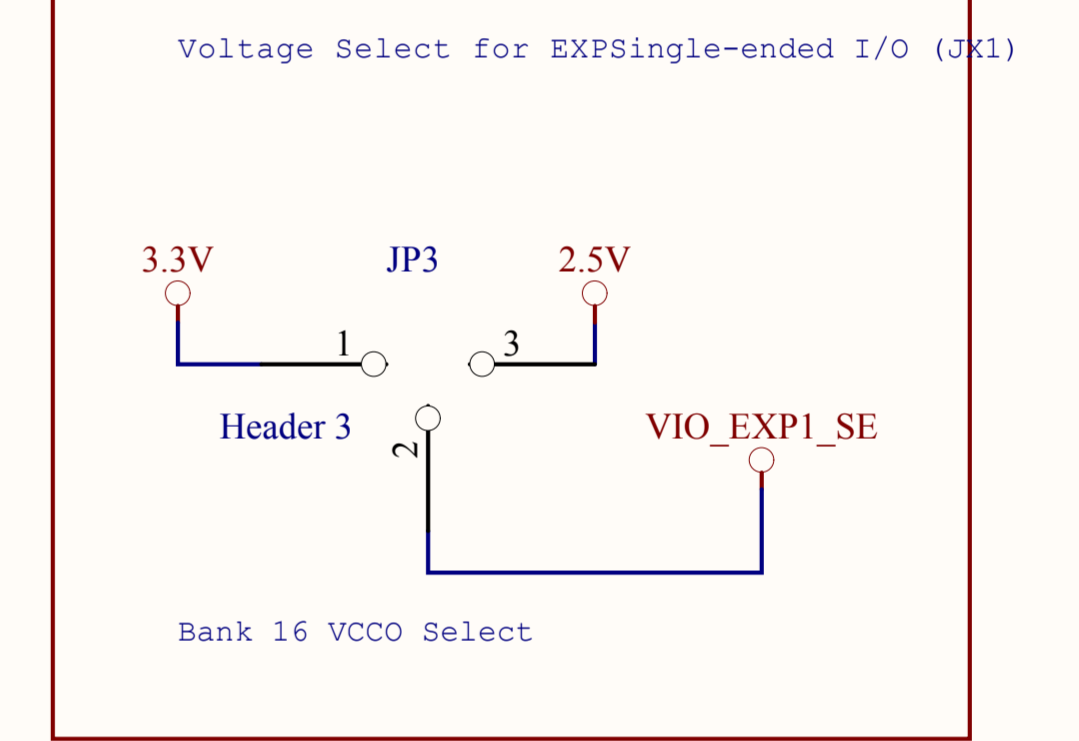 Voltage Select for EXPSingle-ended I/O (JX1)
3.3V
JP3
2.5V
1
3
Header 3
2
VIO_EXP1_SE
Bank 16 VCCO Select